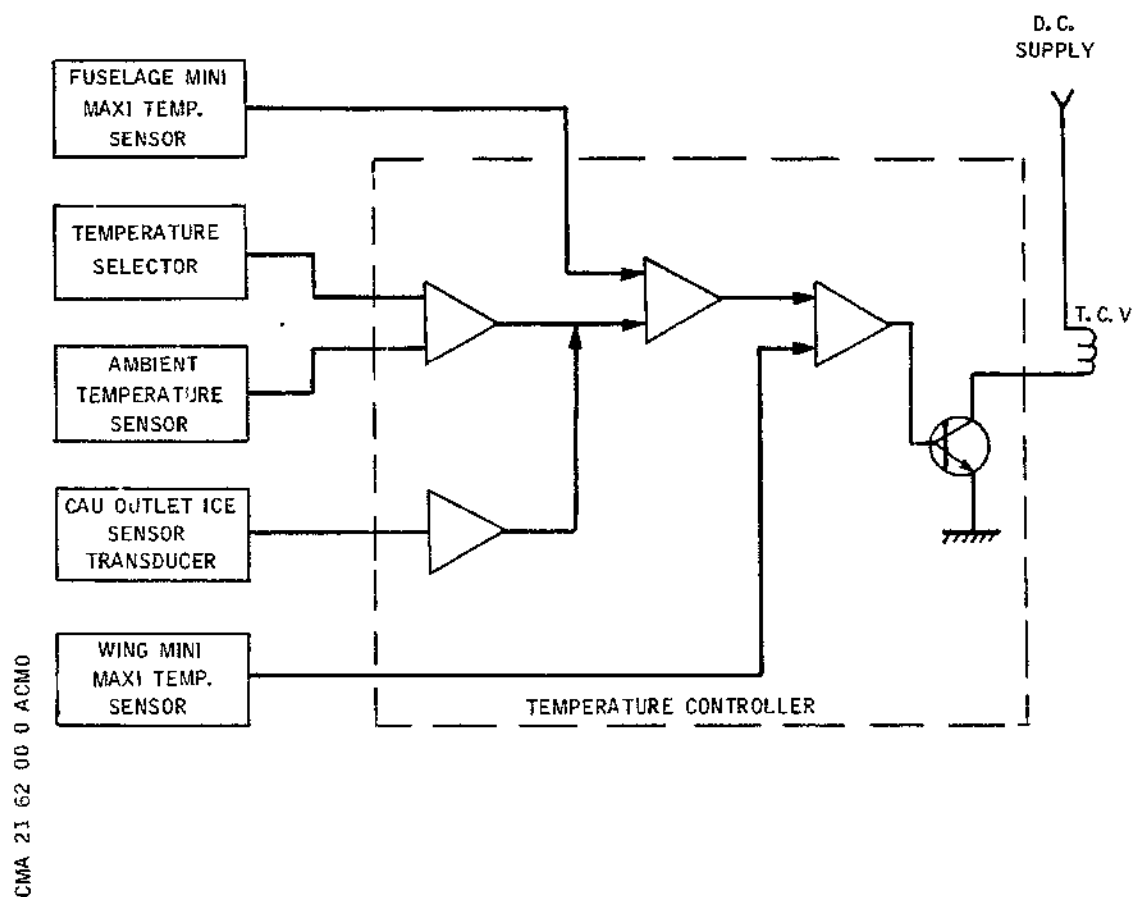 D.C.
SUPPLY
FUSELAGE MINI
MAXI TEMP.
SENSOR
TEMPERATURE
SELECTOR
T.C.V
AMBIENT
TEMPERATURE
SENSOR
CAU OUTLET ICE
SENSOR
TRANSDUCER
WING MINI
MAXI TEMP.
SENSOR
TEMPERATURE CONTROLLER
CMA 21 62 00 0 ACMO